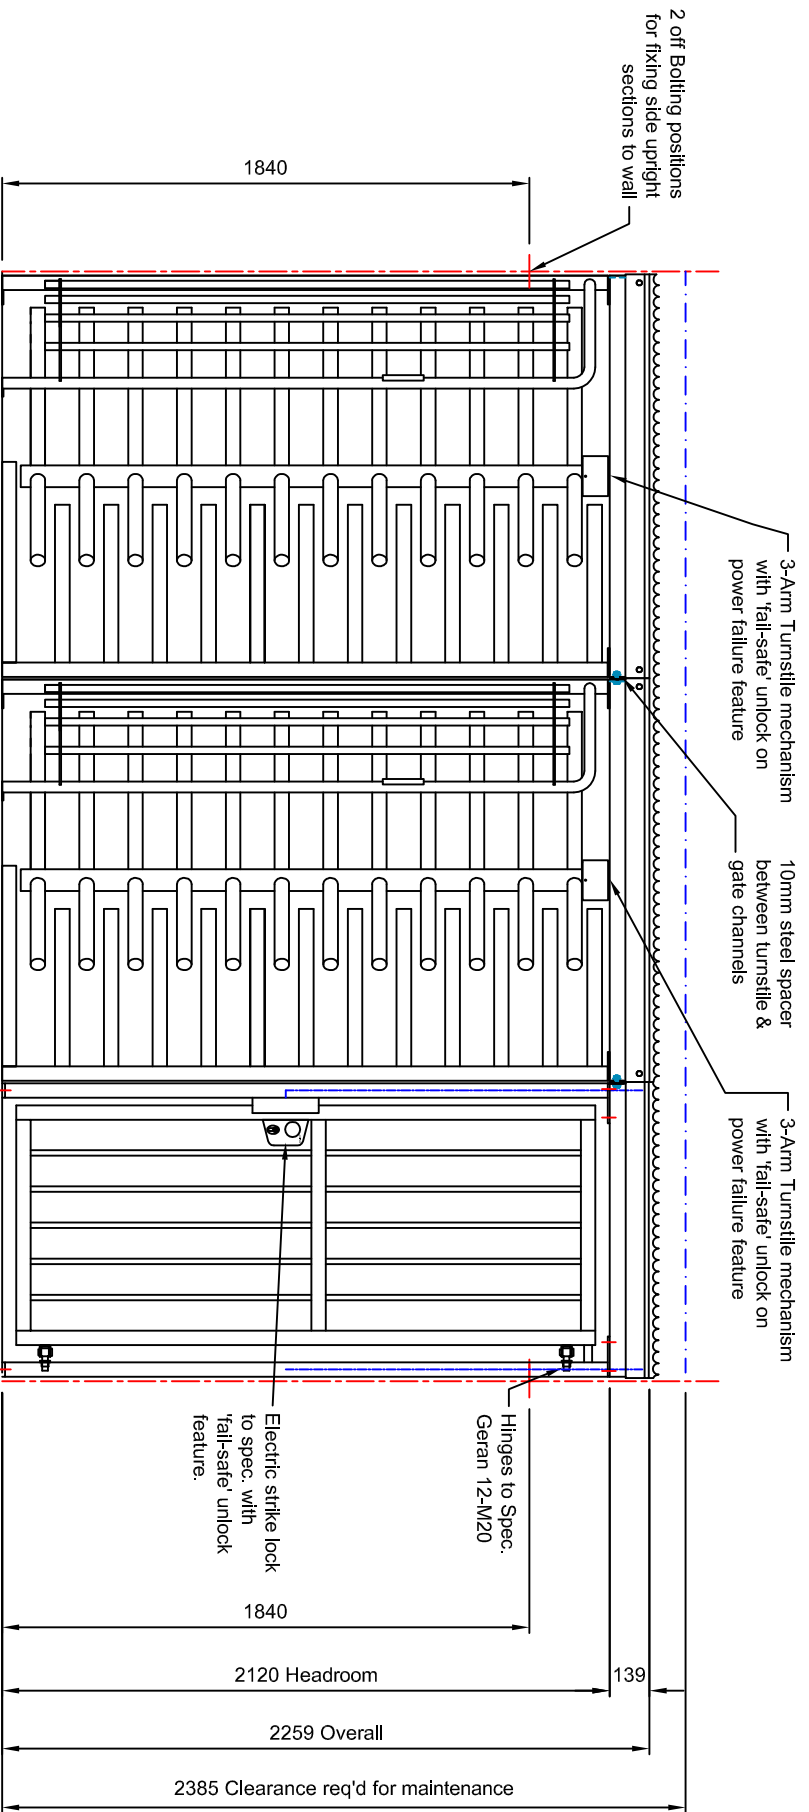 2 off Bolting positions
for fixing side upright
sections to wall
3-Arm Turnstile mechanism
with 'fail-safe' unlock on
power failure feature
10mm steel spacer
between turnstile &
gate channels
3-Arm Turnstile mechanism
with 'fail-safe' unlock on
power failure feature
Hinges to Spec.
Geran 12-M20
Electric strike lock
to spec. with
'fail-safe' unlock
feature.
1840
1840
2120 Headroom
139
2259 Overall
2385 Clearance req'd for maintenance